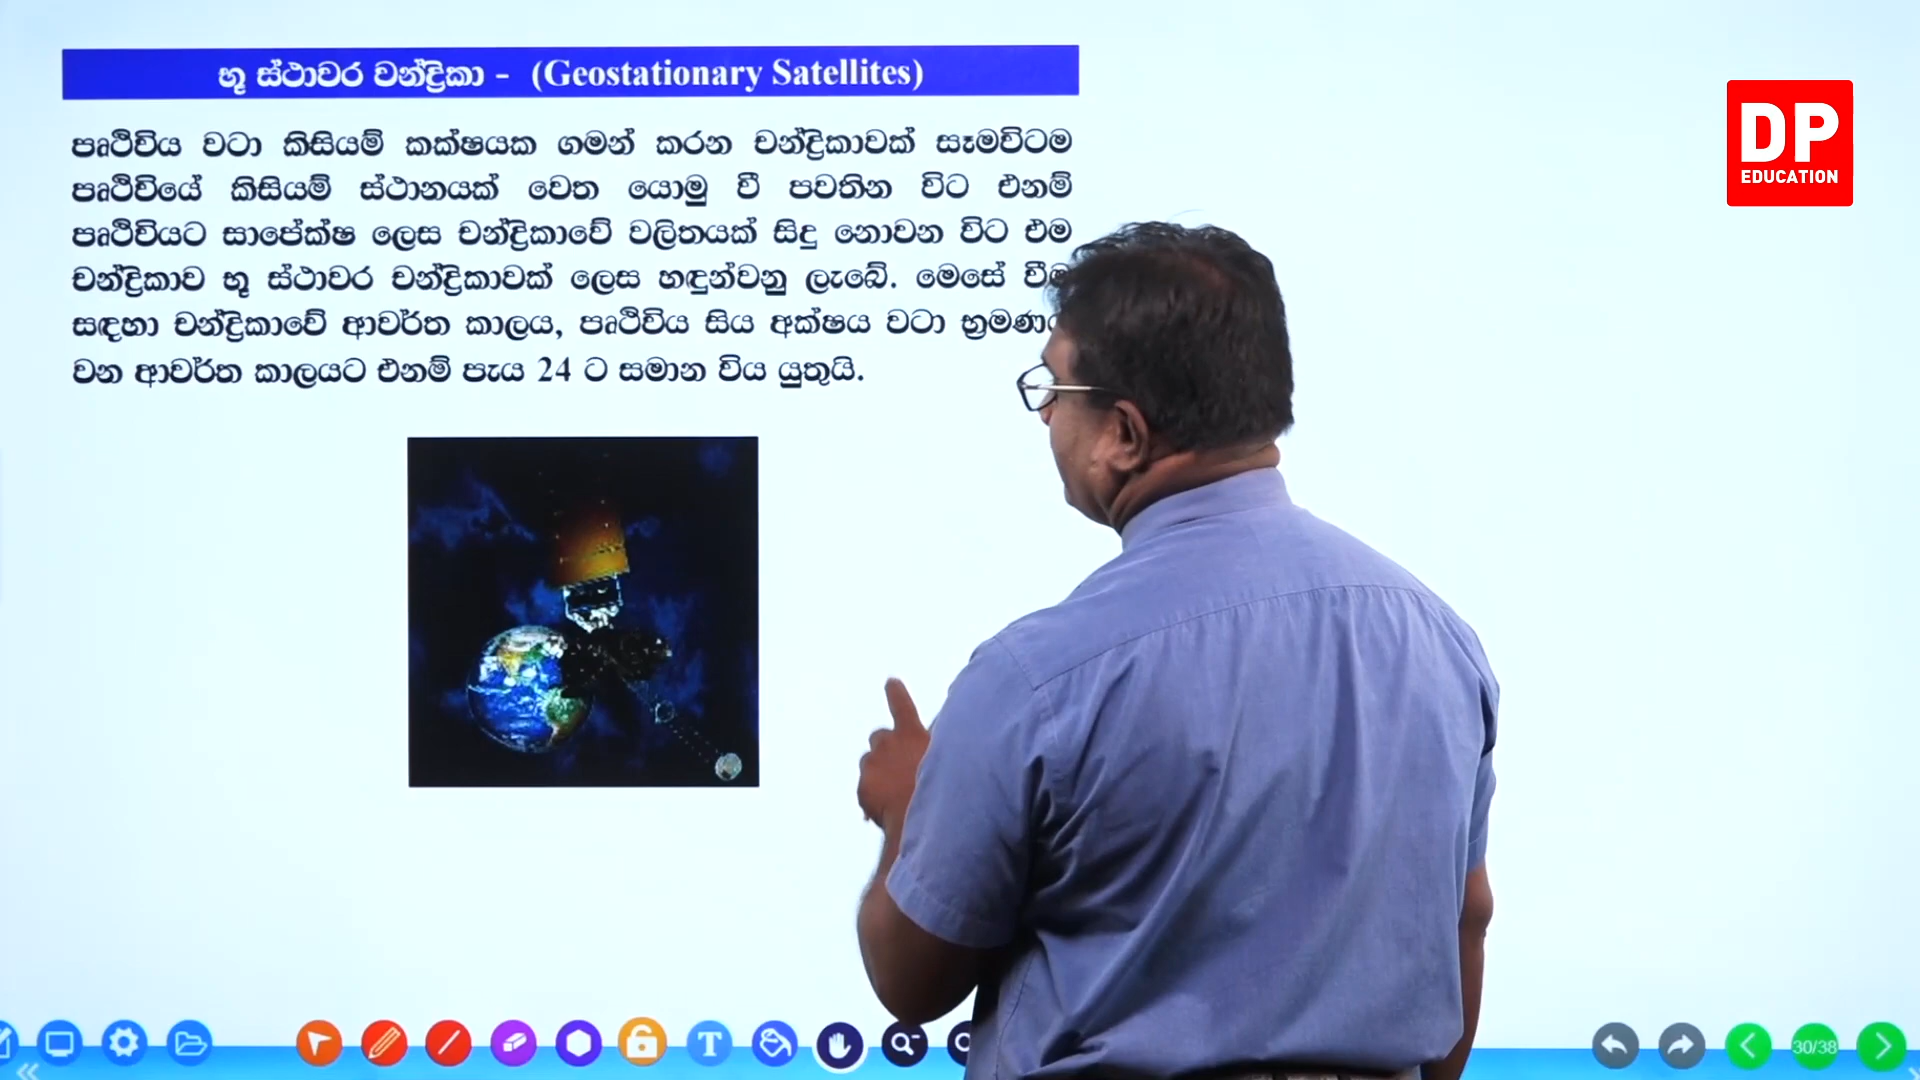 භූ ස්ථාවර චන්ද්‍රිකා - (Geostationary Satellites)
DP
EDUCATION
පෘථිවිය වටා කිසියම් කක්ෂයක ගමන් කරන චන්ද්‍රිකාවක් සෑමවිටම
පෘථිවියේ කිසියම් ස්ථානයක් වෙත යොමු වී පවතින විට එනම්
පෘථිවියට සාපේක්ෂ ලෙස චන්ද්‍රිකාවේ චලිතයක් සිදු නොවන විට එම
චන්ද්‍රිකාව භූ ස්ථාවර චන්ද්‍රිකාවක් ලෙස හඳුන්වනු ලැබේ. මෙසේ
සඳහා චන්ද්‍රිකාවේ ආවර්ත කාලය, පෘථිවිය සිය අක්ෂය වටා
වන ආවර්ත කාලයට එනම් පැය 24 ට සමාන විය යුතුයි.
T
30/38